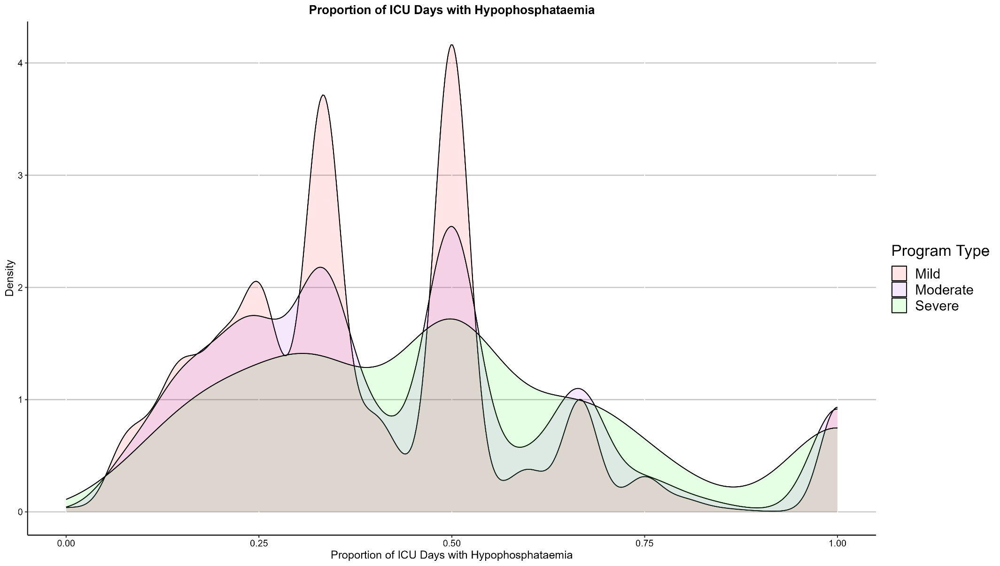 Proportion of ICU Days with Hypophosphataemia
4
3
2
1
0
Density
0.00 0.25 0.50 0.75 1.00
Proportion of ICU Days with Hypophosphataemia
Program Type
Mild
Moderate
Severe